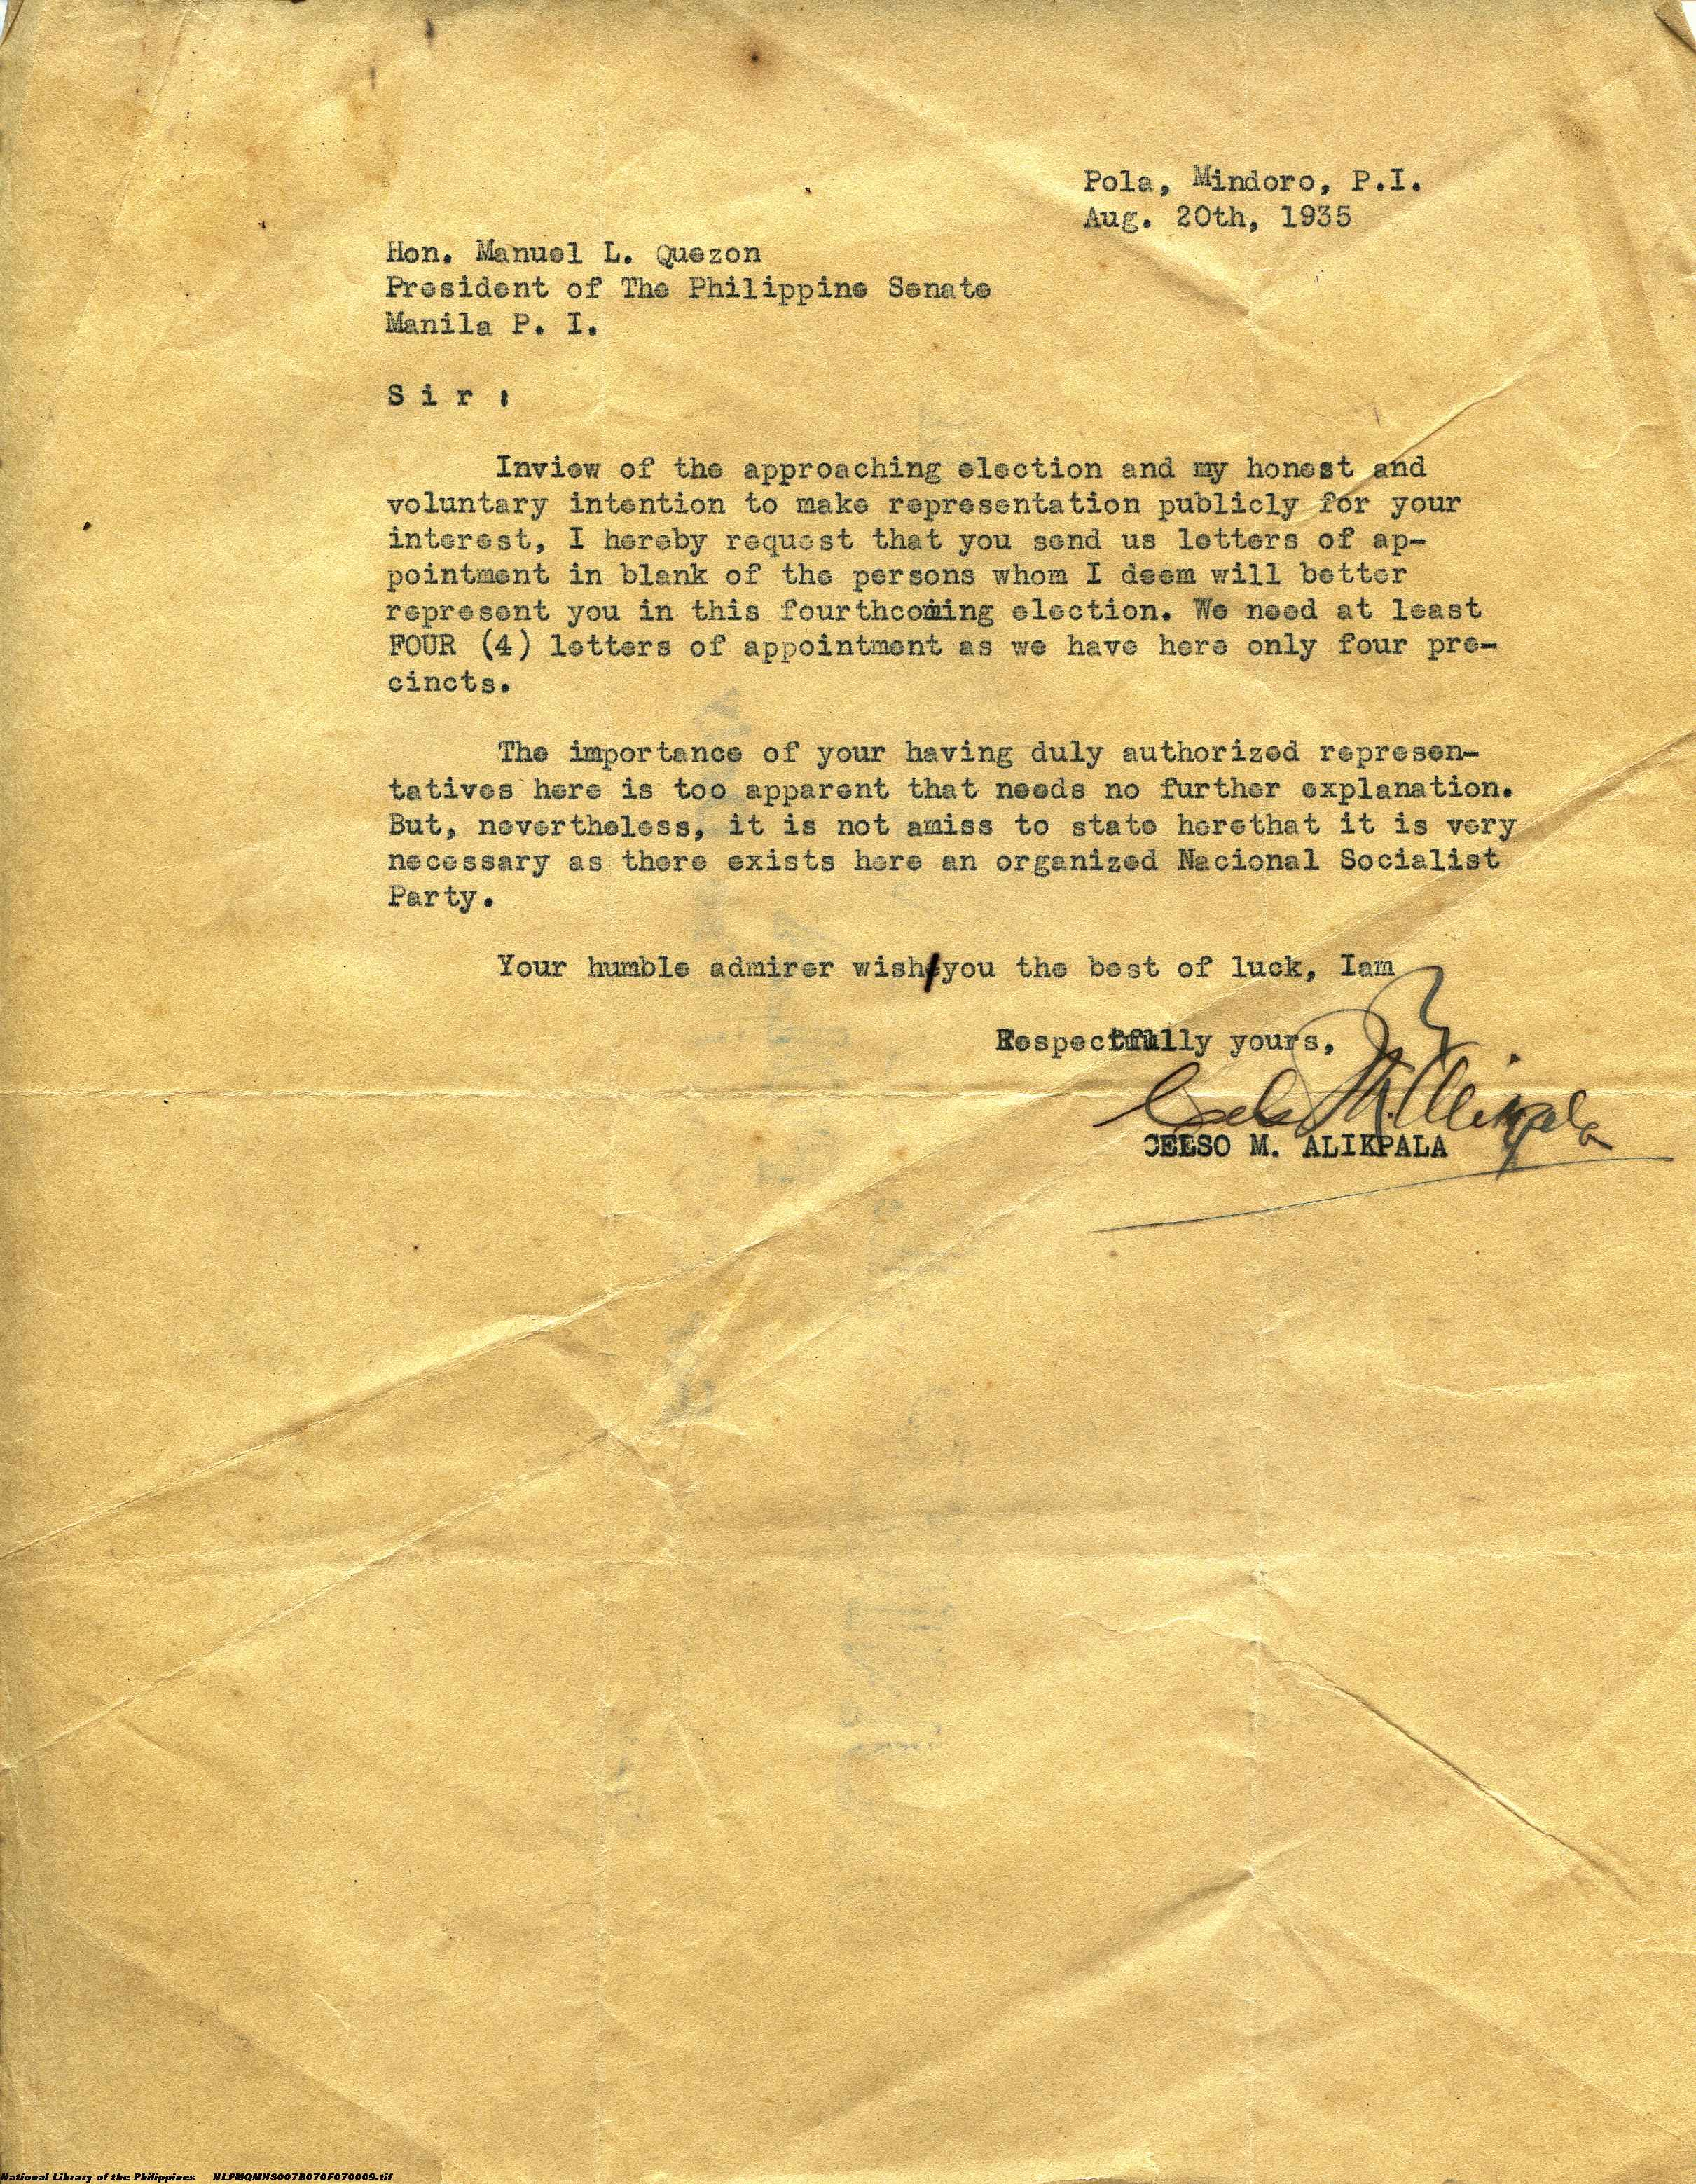 Pola, Mindoro, P.I.
Aug. 20th, 1935
Hon. Manuel L. Quezon
President of The Philippine Senate
Manila P. I.
S i r :
Inview of the approaching election and my honest and
voluntary intention to make representation publicly for your
interest, I hereby request that you send us letters of ap-
pointment in blank of the persons whom I deem will better
represent you in this fourthcoming election. We need at least
FOUR (4) letters of appointment as we have here only four pre-
cincts.
The importance of your having duly authorized represen-
tatives here is too apparent that needs no further explanation.
But, nevertheless, it is not amiss to state herethat it is very
necessary as there exists here an organized Nacional Socialist
Party.
Your humble admirer wish you the best of luck, Iam
Respectfully yours,
Celso M. Alikpala
CELSO M. ALIKPALA
National Library of the Philippines NLPMQMNS007B070F070009.tif